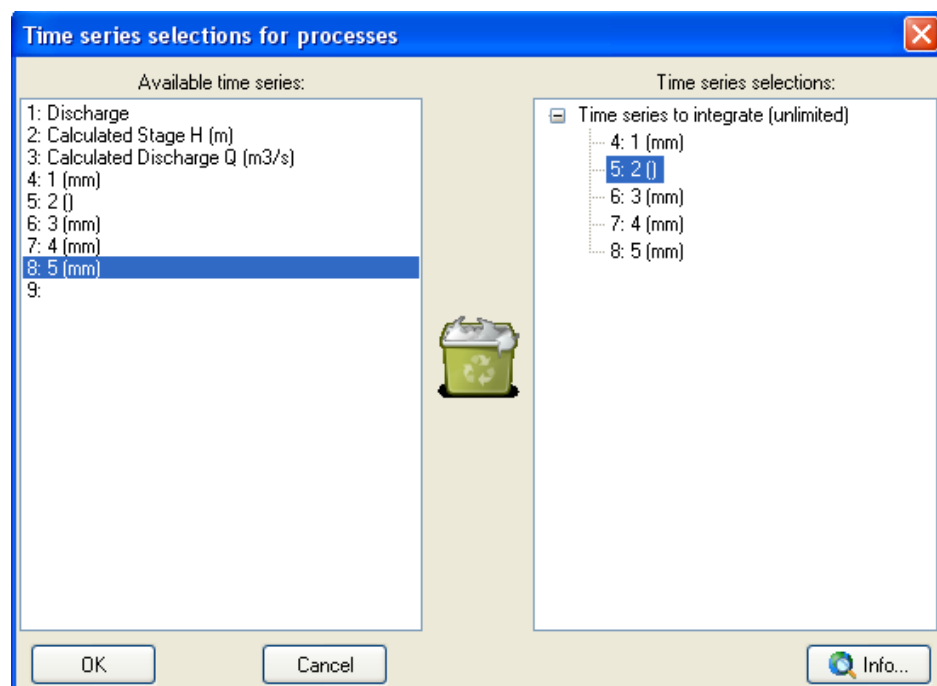 Time series selections for processes
Available time series:
1: Discharge
2: Calculated Stage H (m)
3: Calculated Discharge Q (m3/s)
4: 1 (mm)
5: 2 ()
6: 3 (mm)
7: 4 (mm)
8: 5 (mm)
9:
Time series selections:
Time series to integrate (unlimited)
4: 1 (mm)
5: 2 ()
6: 3 (mm)
7: 4 (mm)
8: 5 (mm)
OK
Cancel
Info...